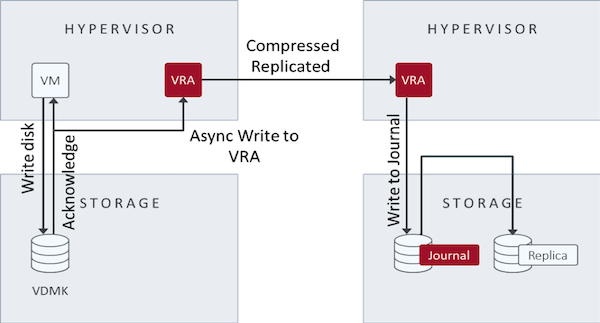 HYPERVISOR
HYPERVISOR
Compressed
Replicated
VM
VRA
VRA
Write disk
Acknowledge
Async Write to
VRA
Write to Journal
STORAGE
STORAGE
Journal
Replica
VDMK